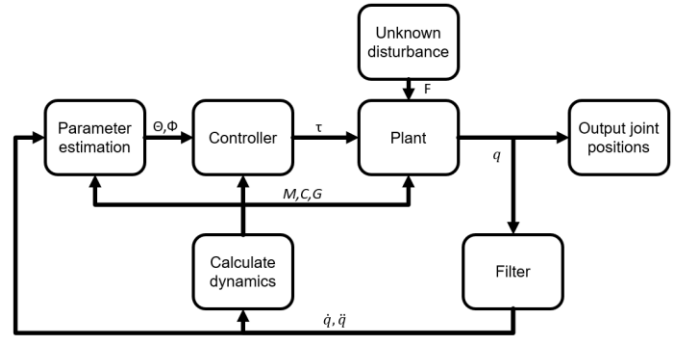 Unknown
disturbance
F
Parameter
estimation
Θ,Φ
Controller
τ
Plant
q
Output joint
positions
M,C,G
Calculate
dynamics
Filter
q̇, q̈